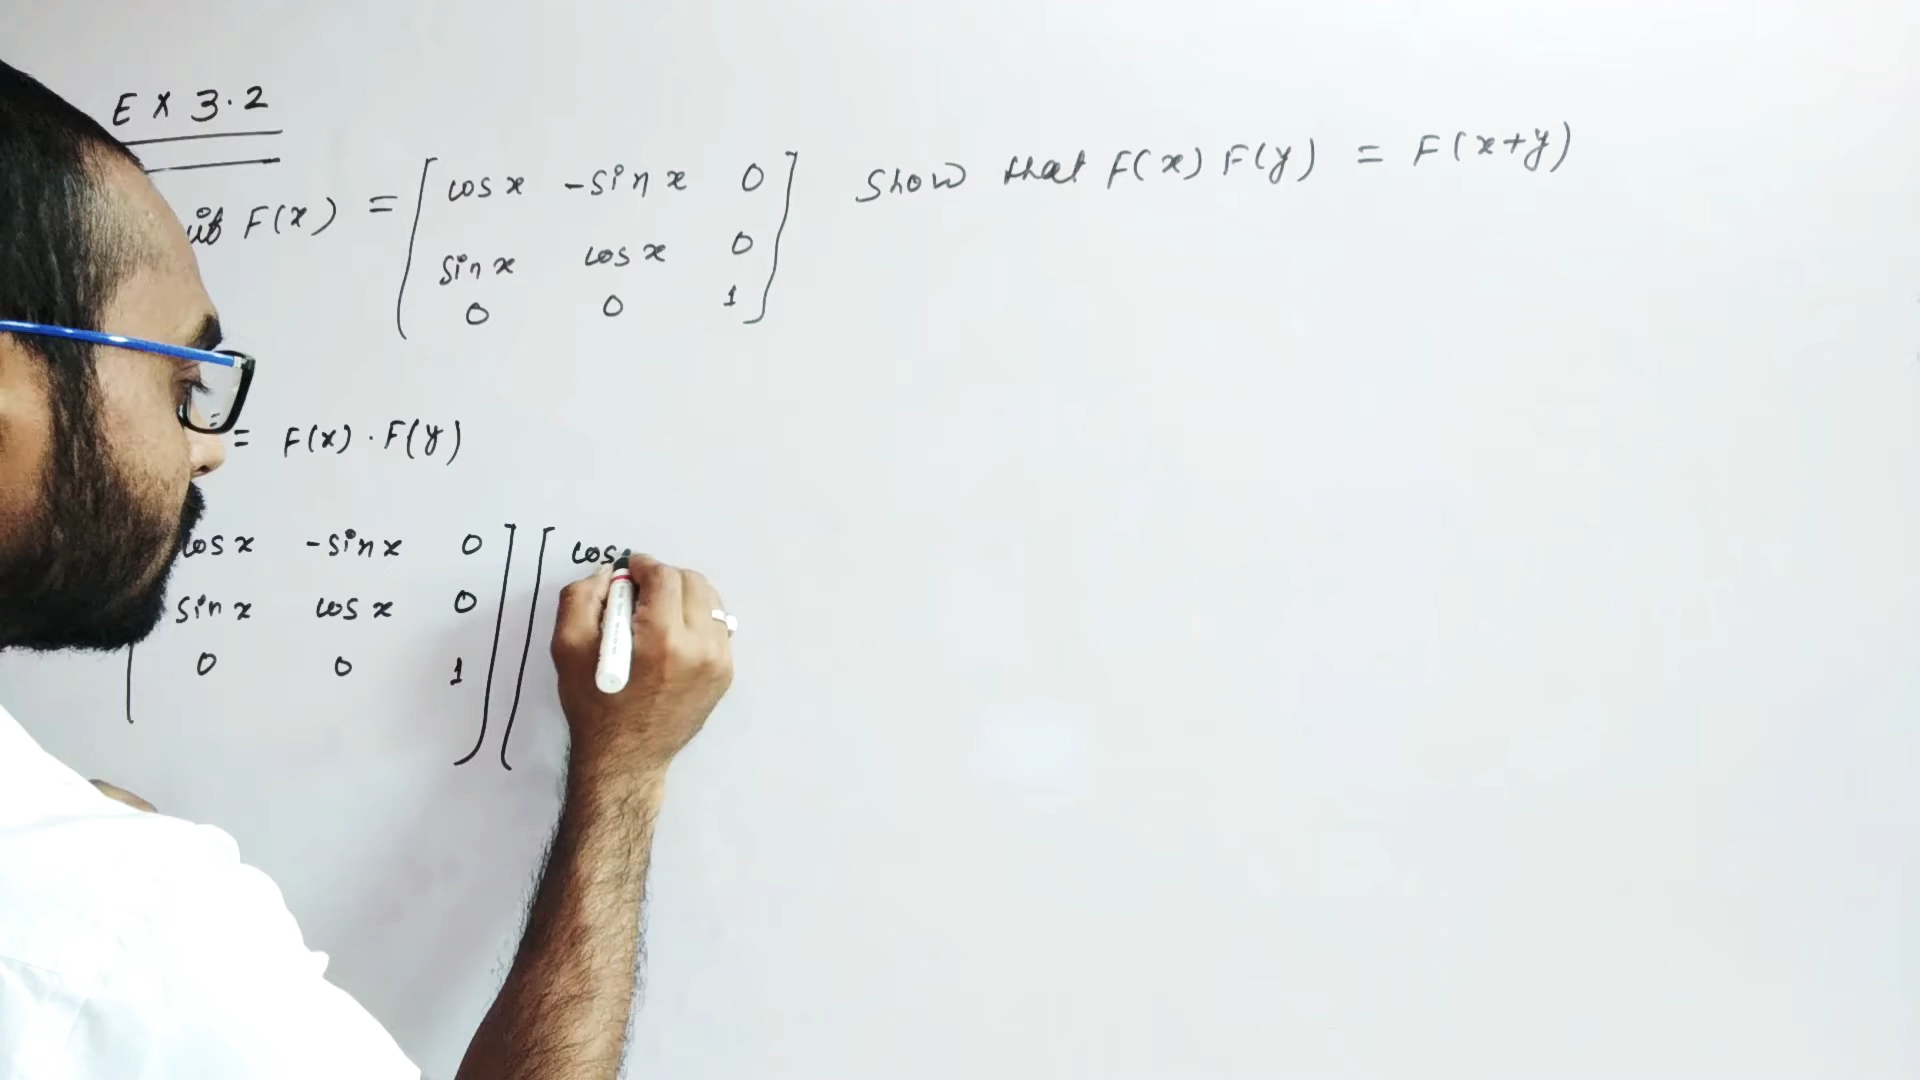 EX 3.2
if F(x) = [ cos x -sin x 0 ] Show that F(x) F(y) = F(x+y)
sin x cos x 0
0 0 1
= F(x) . F(y)
cos x -sin x 0 ] [ cos
sin x cos x 0
0 0 1